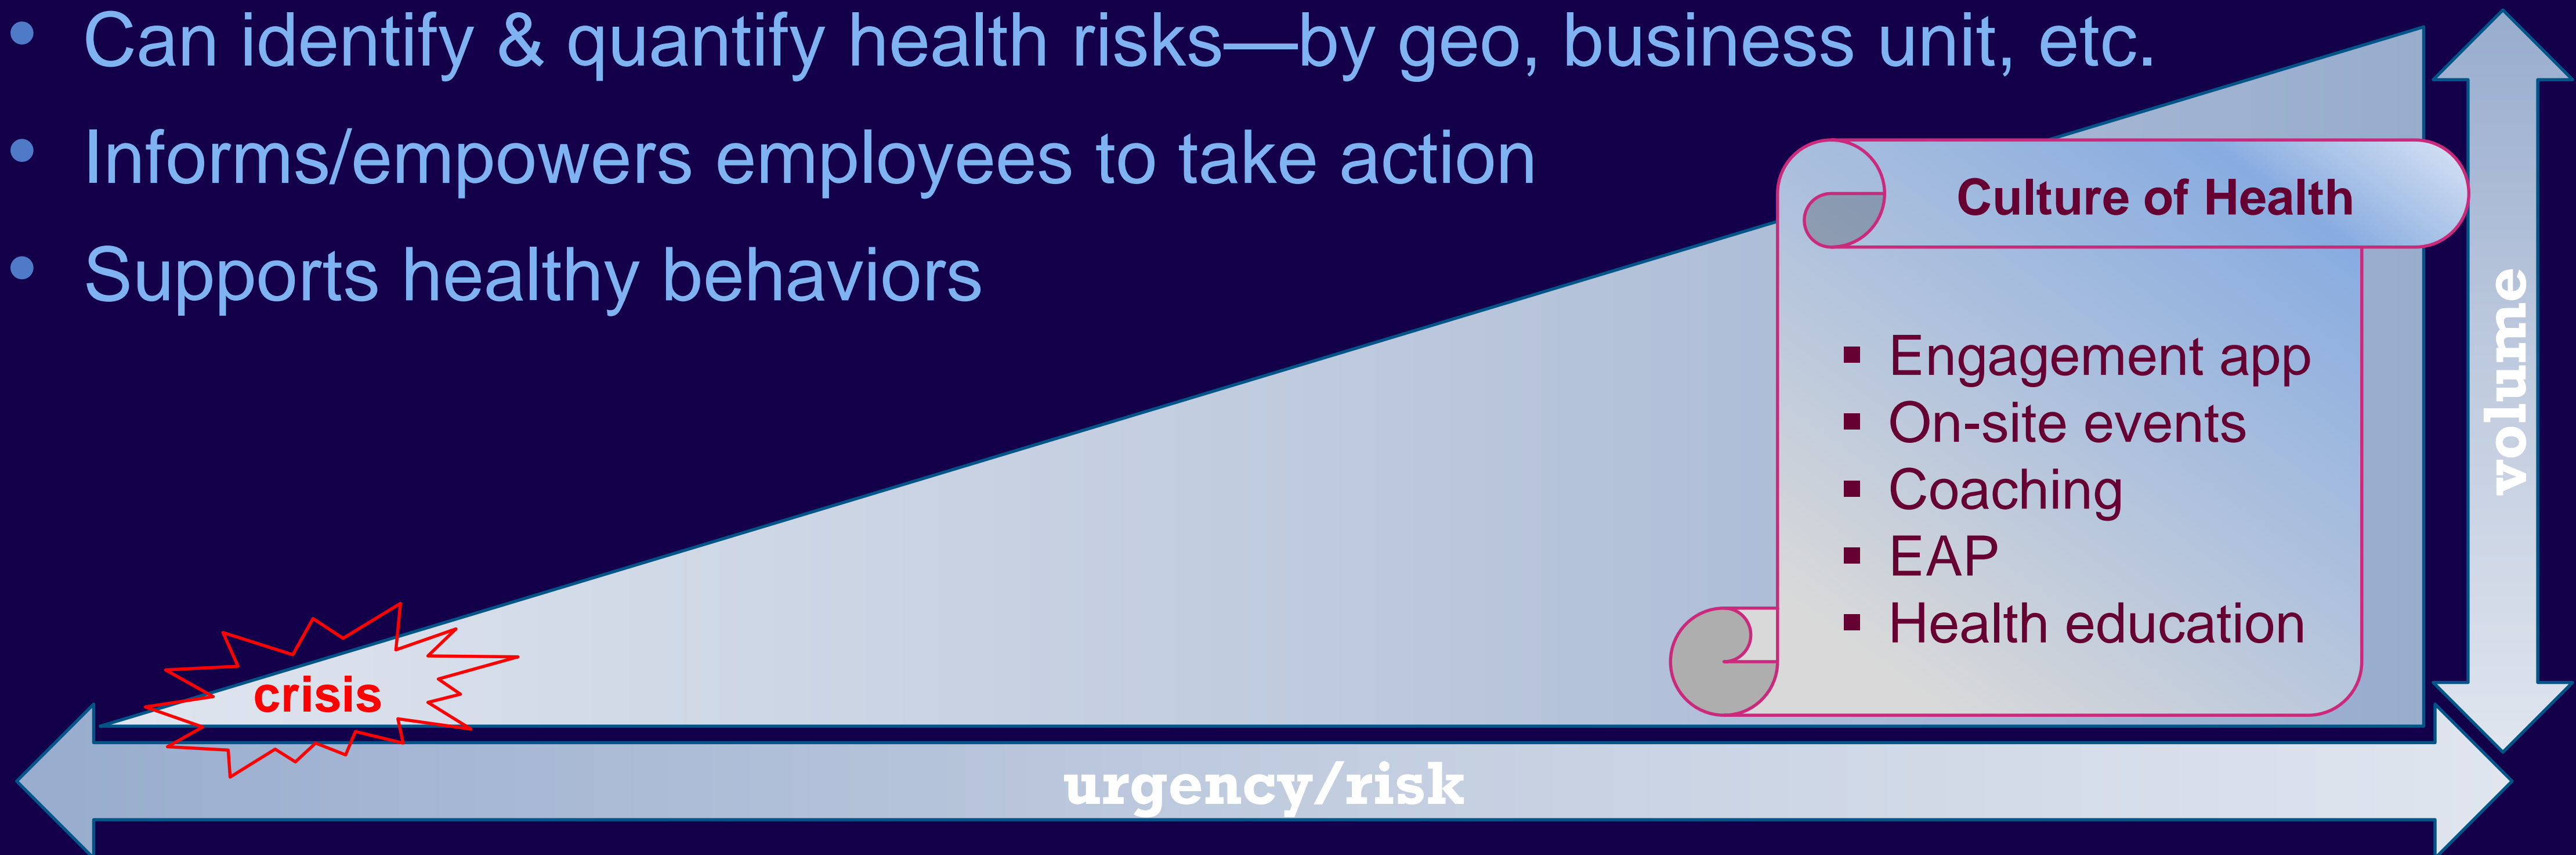 • Can identify & quantify health risks—by geo, business unit, etc.
• Informs/empowers employees to take action
• Supports healthy behaviors
Culture of Health
▪ Engagement app
▪ On-site events
▪ Coaching
▪ EAP
▪ Health education
volume
crisis
urgency/risk